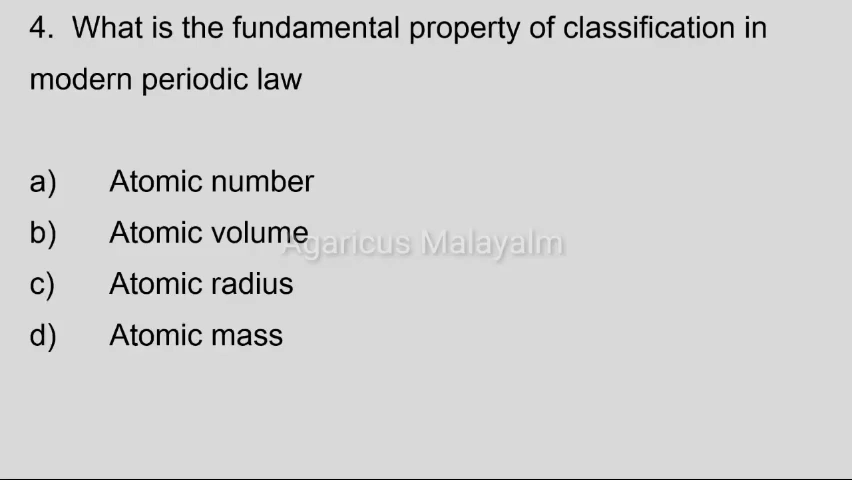 4. What is the fundamental property of classification in
modern periodic law
a) Atomic number
b) Atomic volume
Agaricus Malayalm
c) Atomic radius
d) Atomic mass